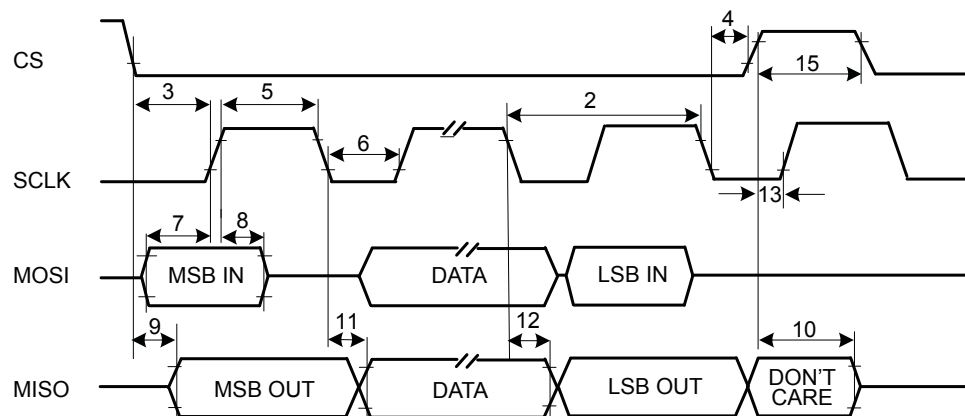 4
CS
15
3
5
2
6
SCLK
13
7
8
MSB IN
DATA
LSB IN
MOSI
9
11
12
10
MISO
MSB OUT
DATA
LSB OUT
DON'T
CARE